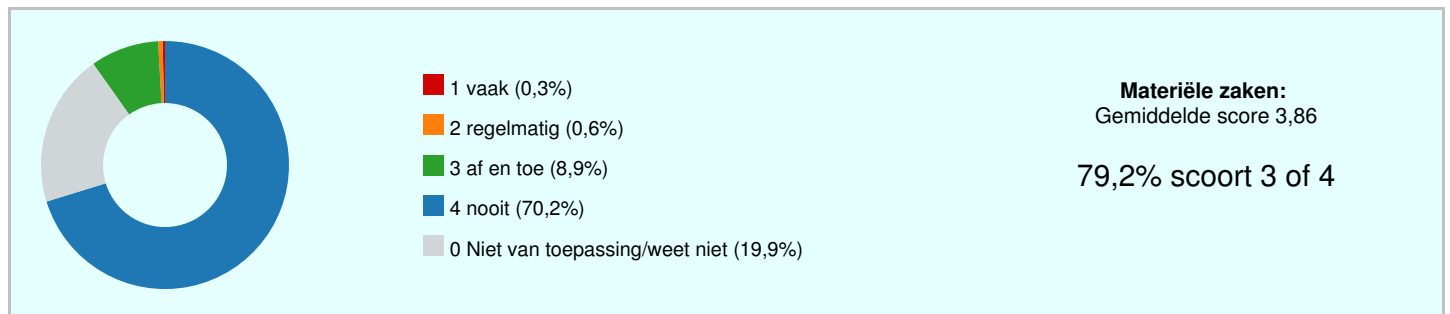 1 vaak (0,3%)
2 regelmatig (0,6%)
3 af en toe (8,9%)
4 nooit (70,2%)
0 Niet van toepassing/weet niet (19,9%)
Materiële zaken:
Gemiddelde score 3,86
79,2% scoort 3 of 4